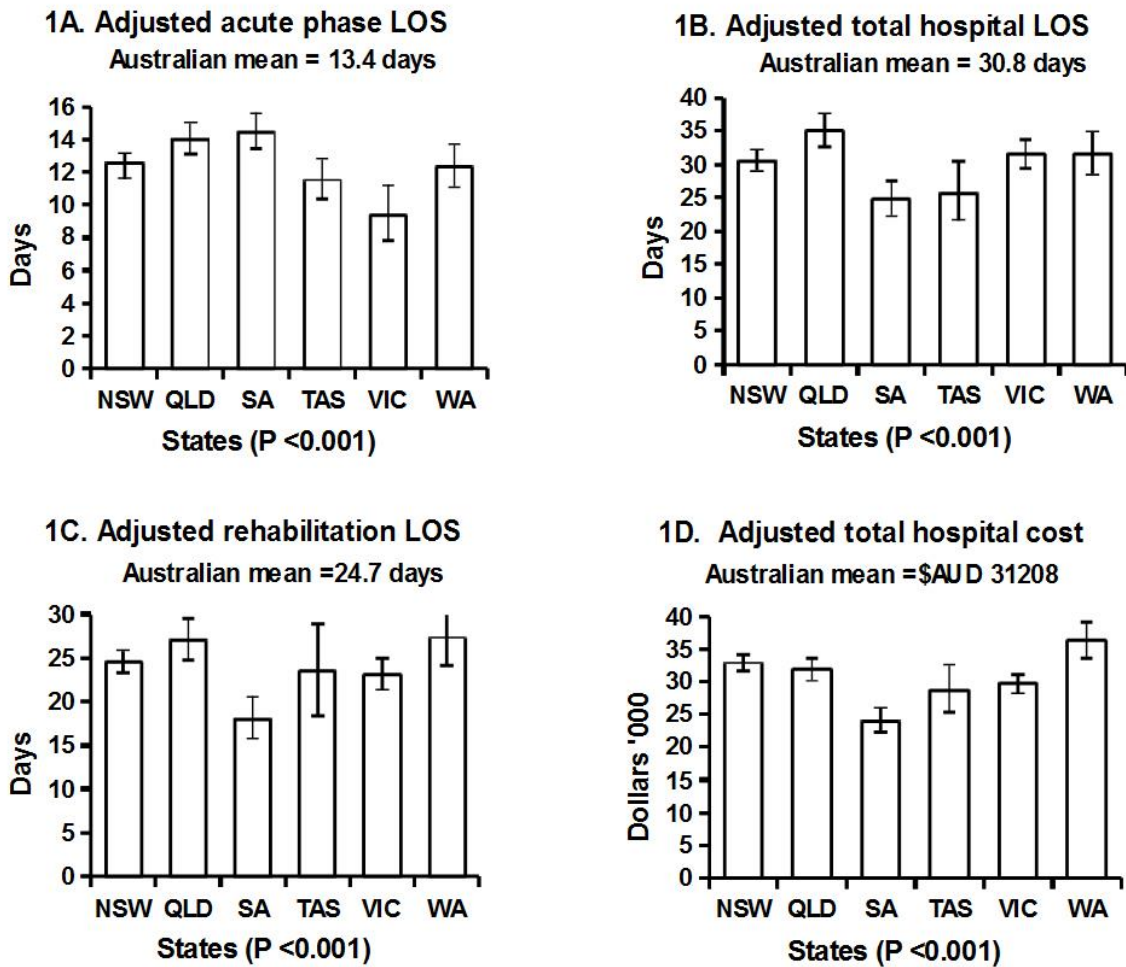 1A. Adjusted acute phase LOS
Australian mean = 13.4 days
16
14
12
10
8
6
4
2
0
Days
NSW QLD SA TAS VIC WA
States (P <0.001)
1B. Adjusted total hospital LOS
Australian mean = 30.8 days
40
35
30
25
20
15
10
5
0
Days
NSW QLD SA TAS VIC WA
States (P <0.001)
1C. Adjusted rehabilitation LOS
Australian mean =24.7 days
30
25
20
15
10
5
0
Days
NSW QLD SA TAS VIC WA
States (P <0.001)
1D. Adjusted total hospital cost
Australian mean =$AUD 31208
40
35
30
25
20
15
10
5
0
Dollars '000
NSW QLD SA TAS VIC WA
States (P <0.001)